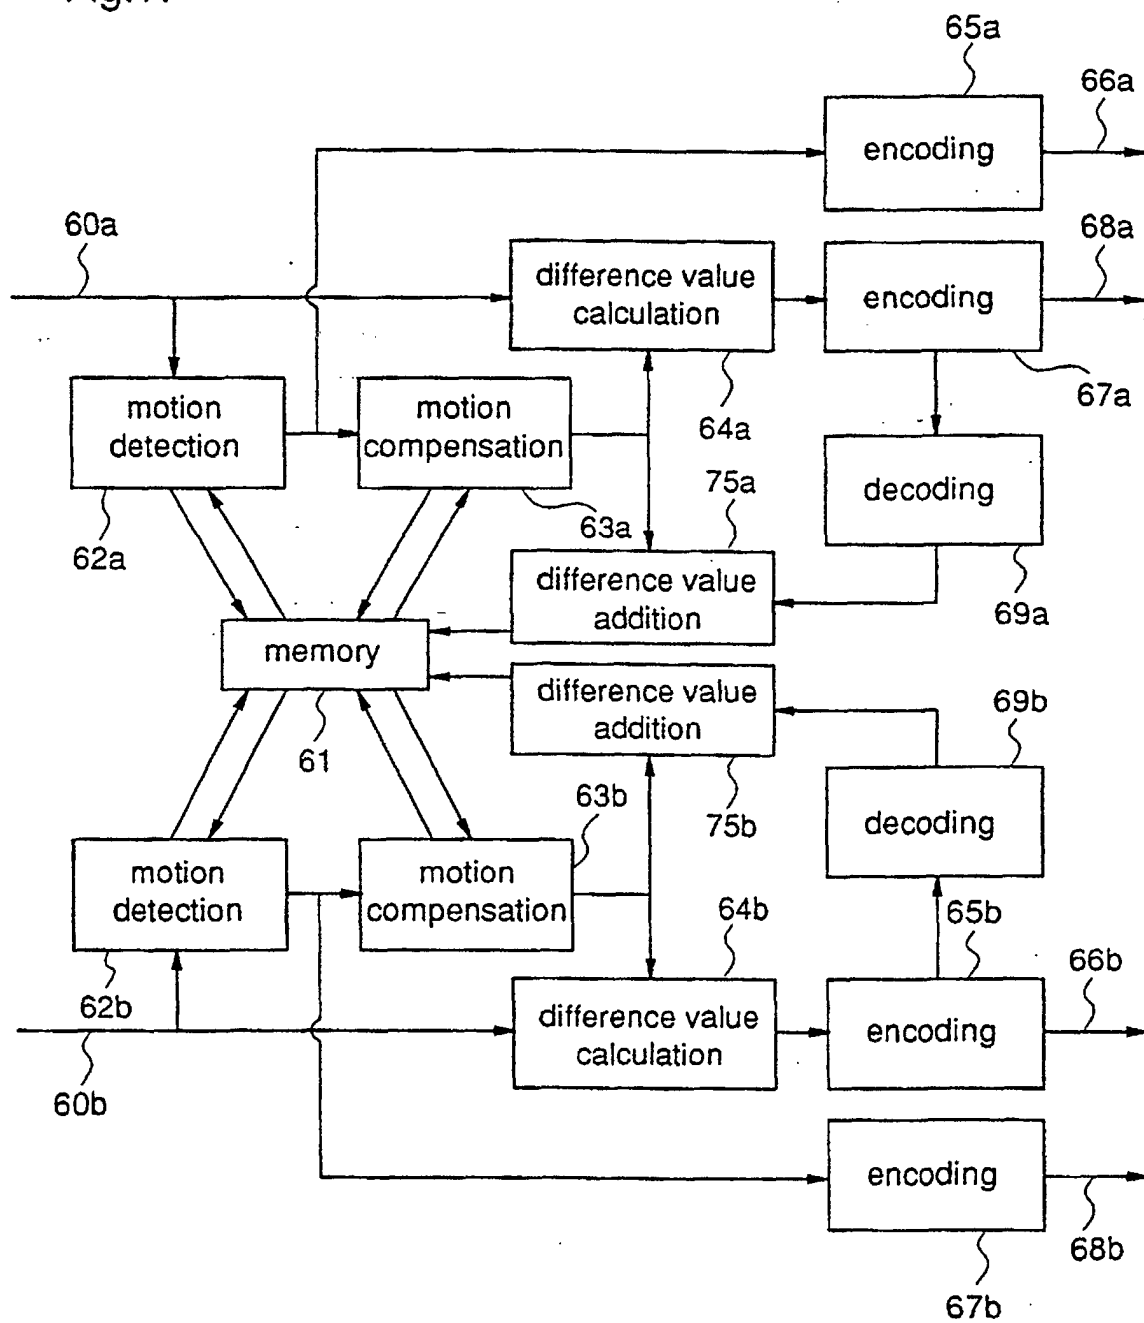 65a
66a
encoding
60a
68a
difference value
calculation
encoding
motion
detection
motion
compensation
64a
67a
62a
63a
75a
decoding
difference value
addition
69a
memory
61
difference value
addition
69b
63b
75b
decoding
motion
detection
motion
compensation
64b
65b
66b
62b
difference value
calculation
encoding
60b
encoding
68b
67b